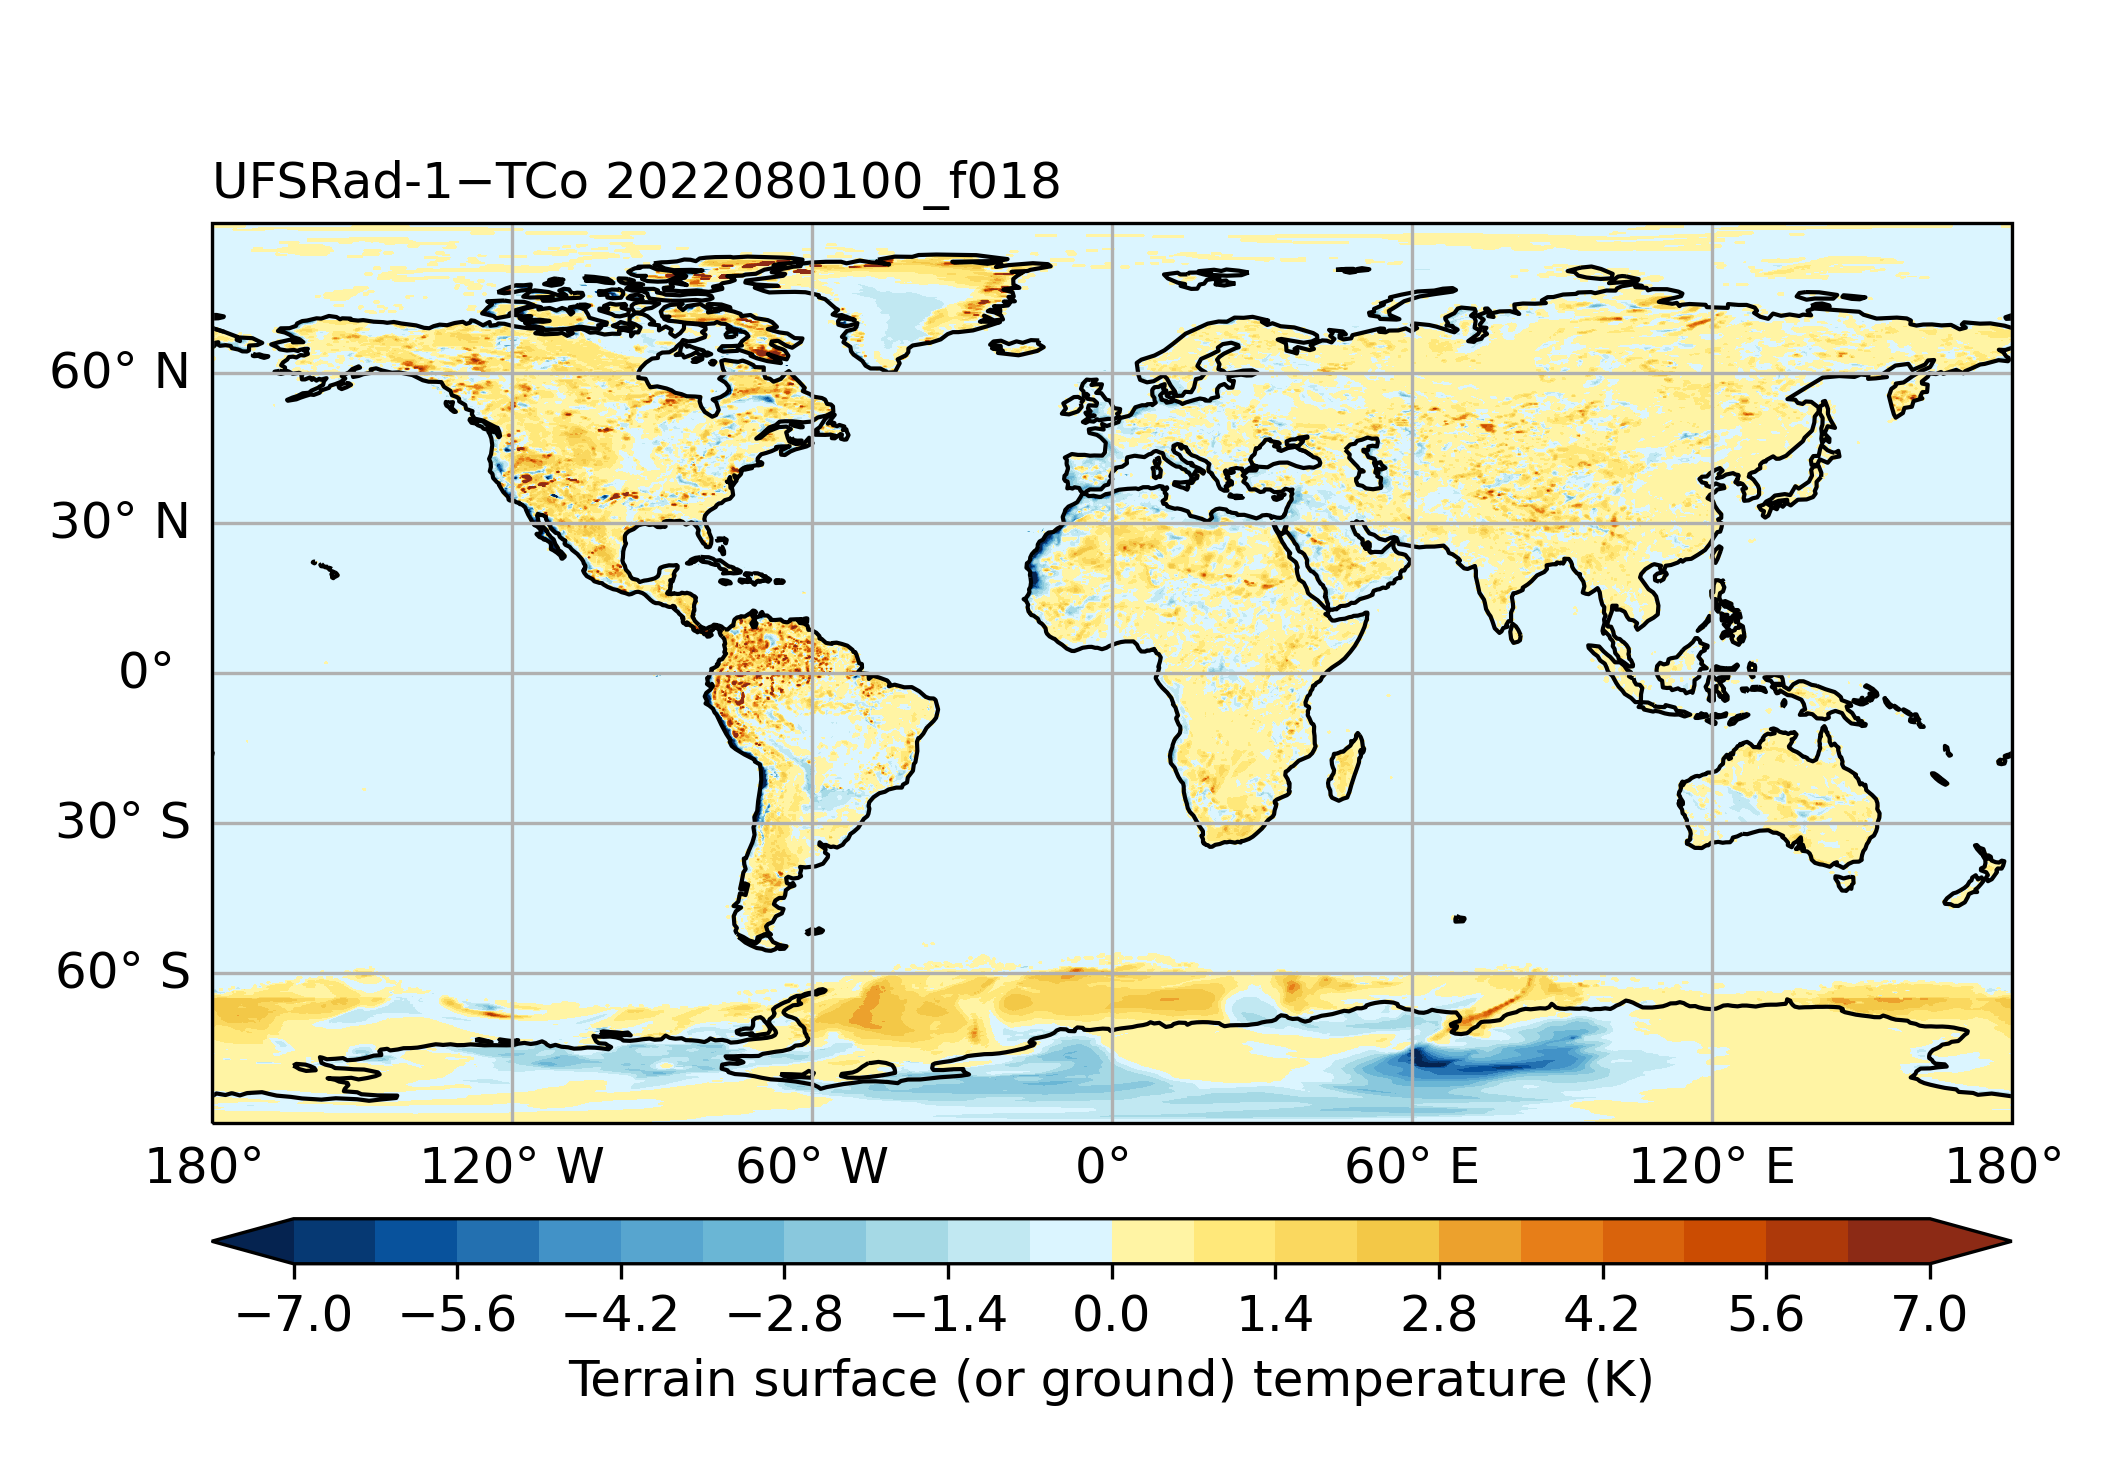 UFSRad-1−TCo 2022080100_f018
60° N
30° N
0°
30° S
60° S
180° 120° W 60° W 0° 60° E 120° E 180°
−7.0 −5.6 −4.2 −2.8 −1.4 0.0 1.4 2.8 4.2 5.6 7.0
Terrain surface (or ground) temperature (K)